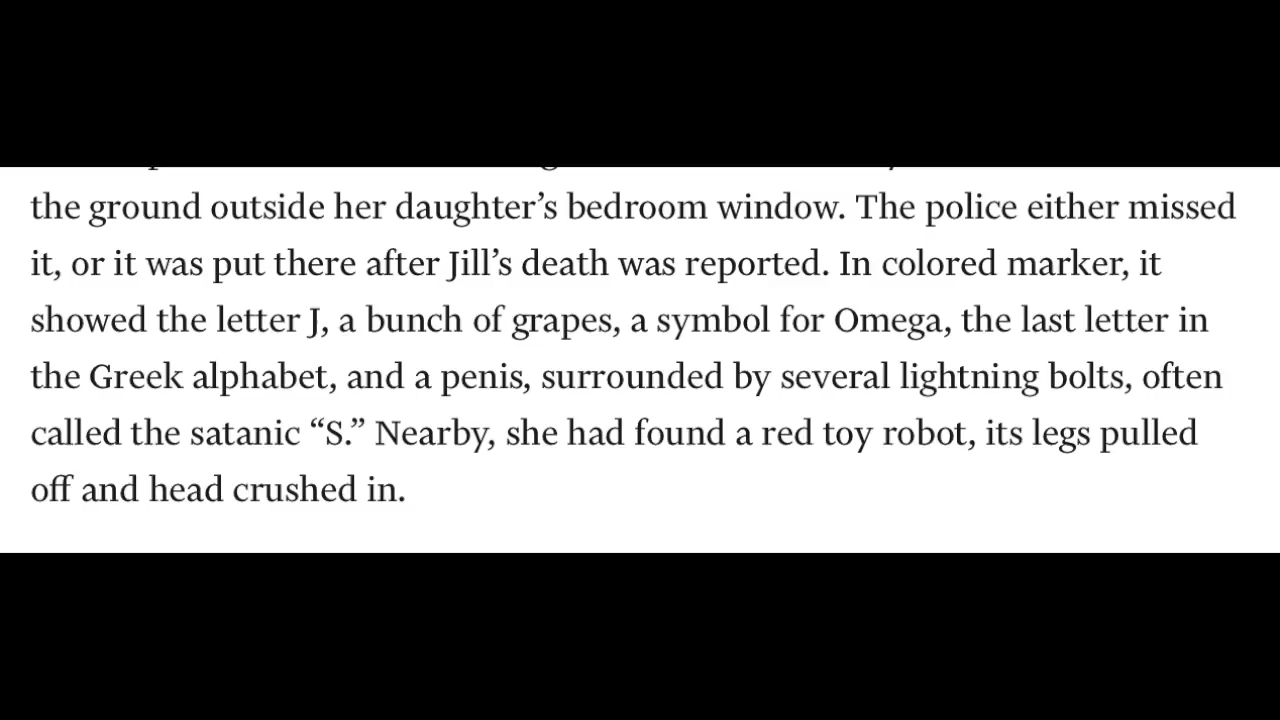 the ground outside her daughter’s bedroom window. The police either missed
it, or it was put there after Jill’s death was reported. In colored marker, it
showed the letter J, a bunch of grapes, a symbol for Omega, the last letter in
the Greek alphabet, and a penis, surrounded by several lightning bolts, often
called the satanic “S.” Nearby, she had found a red toy robot, its legs pulled
off and head crushed in.